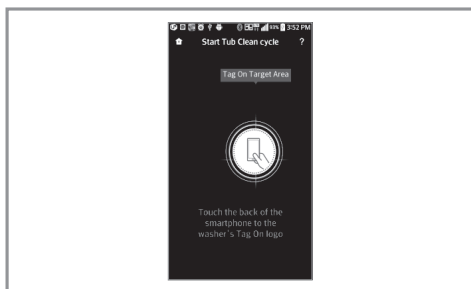 93% 3:52 PM
Start Tub Clean cycle ?
Tag On Target Area
Touch the back of the
smartphone to the
washer`s Tag On logo